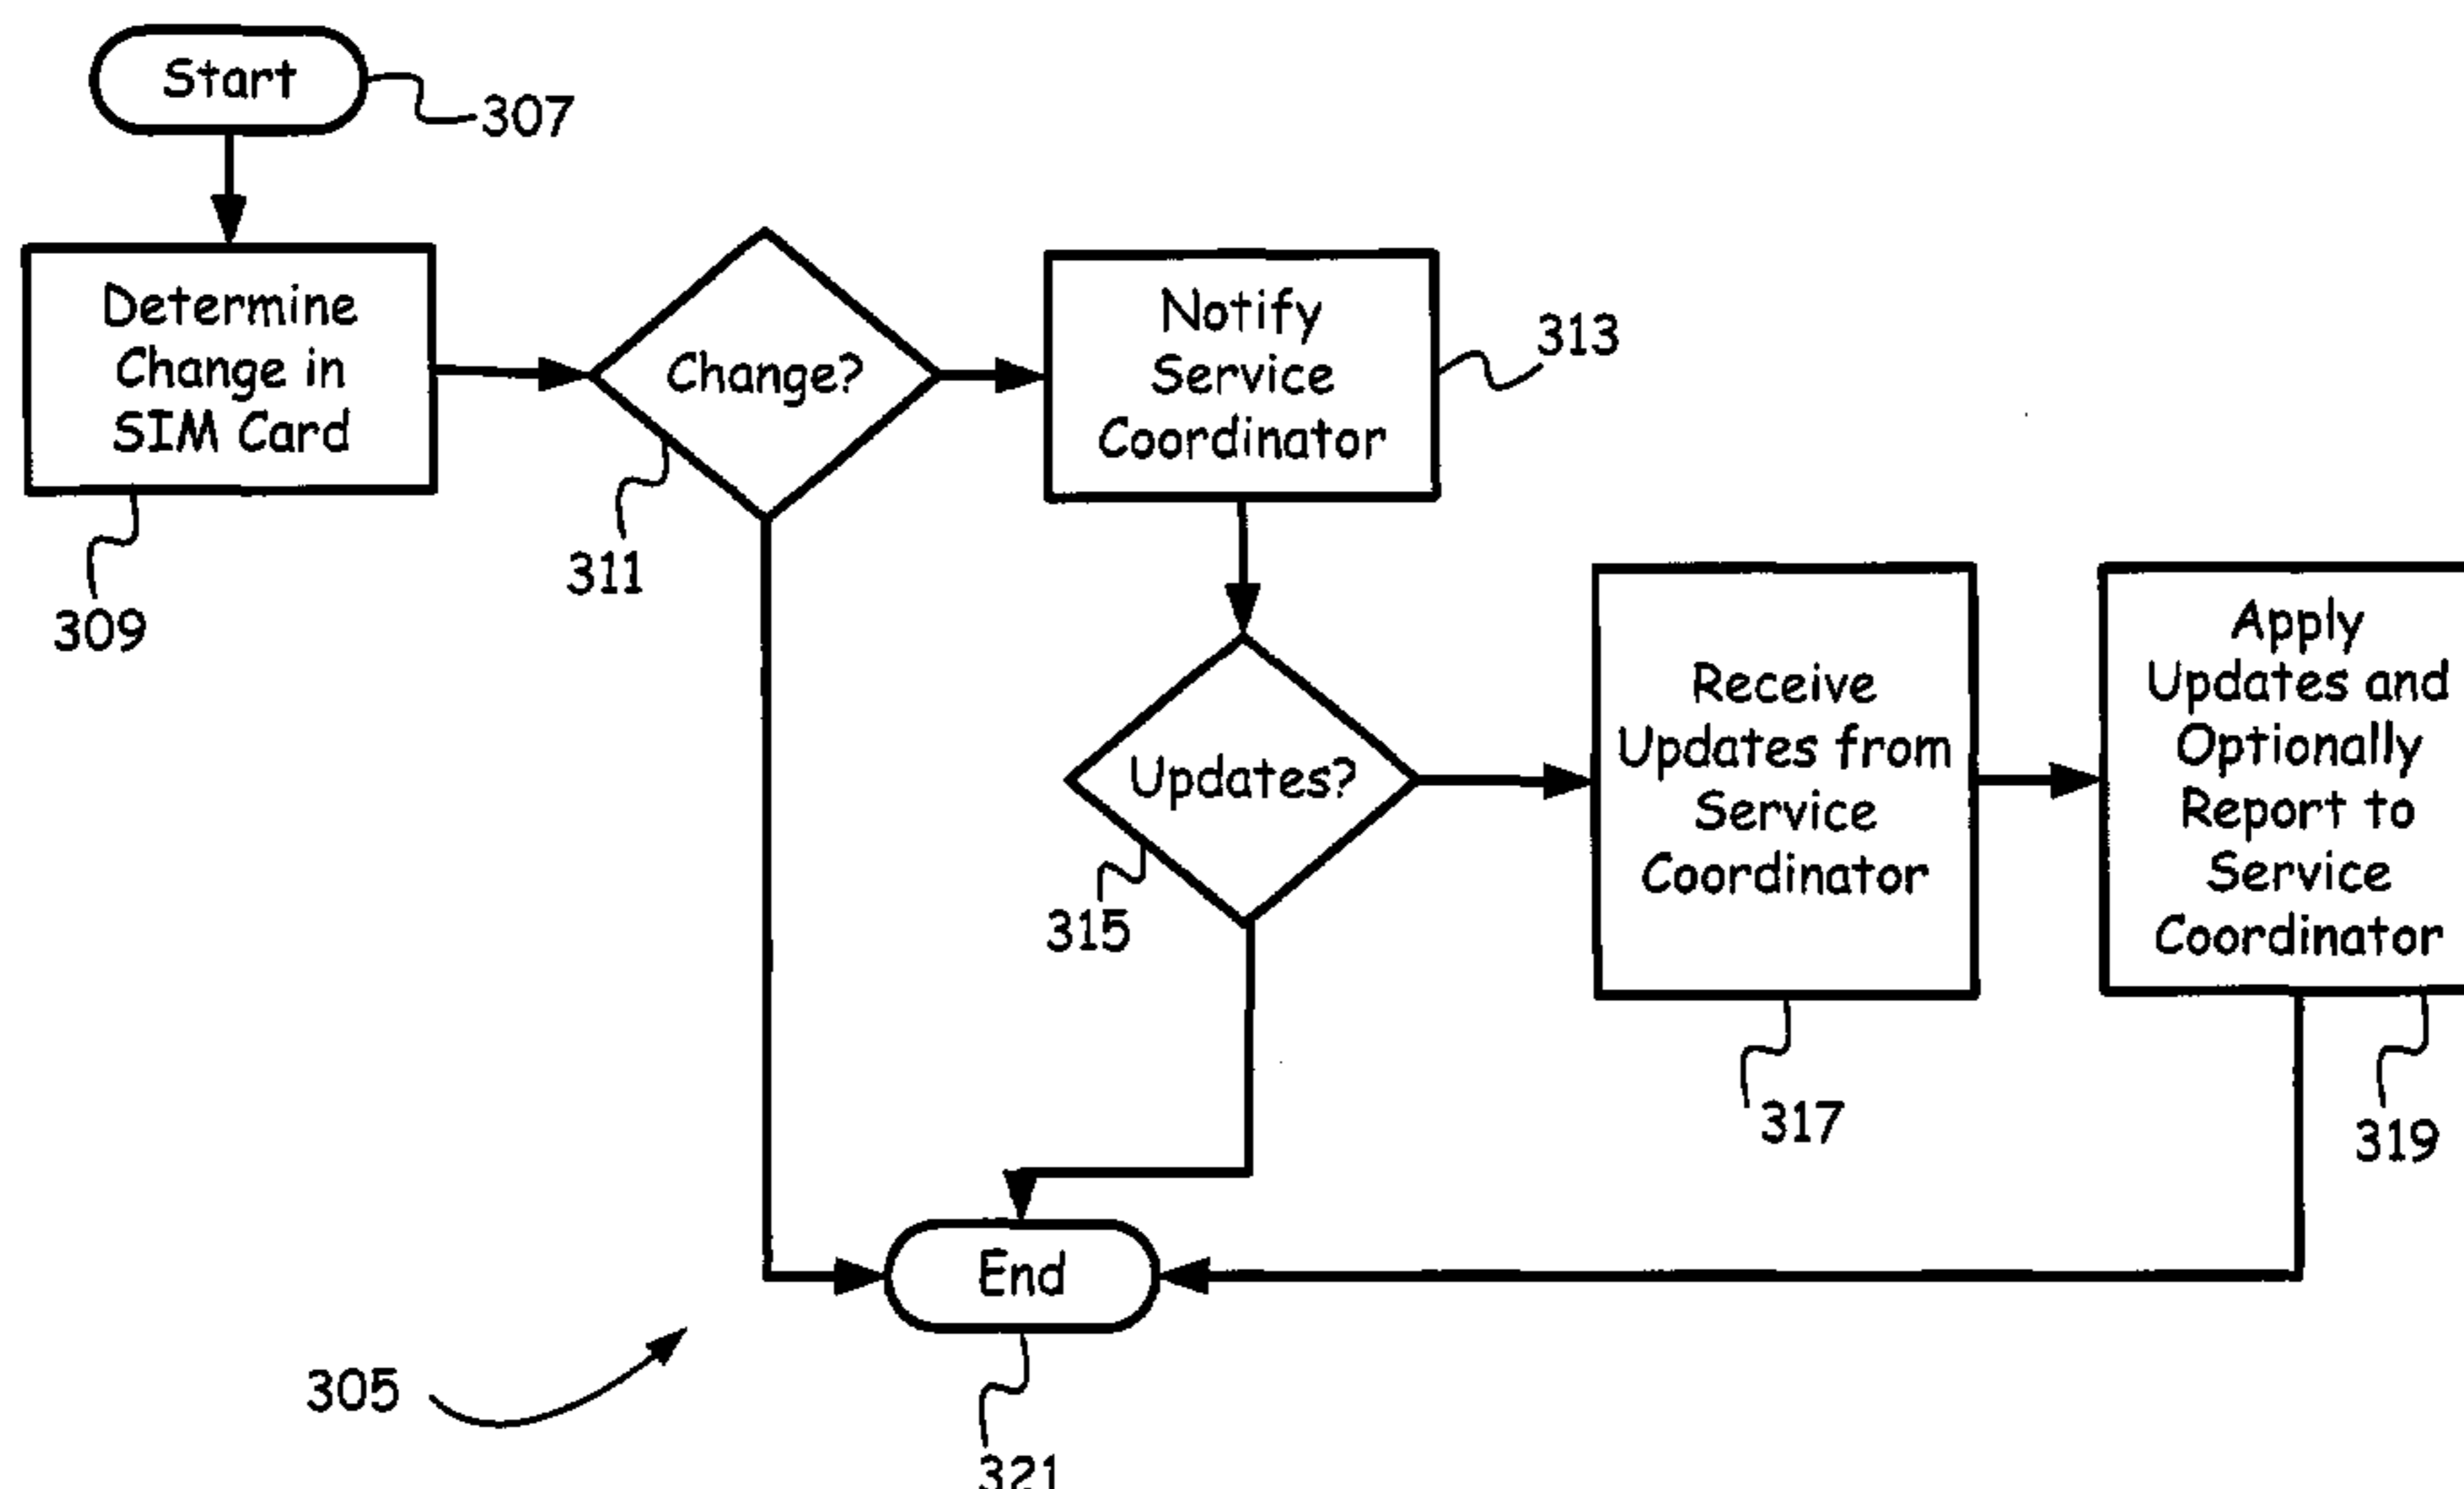 Start
307
Determine
Change in
SIM Card
309
Change?
311
Notify
Service
Coordinator
313
Updates?
315
Receive
Updates from
Service
Coordinator
317
Apply
Updates and
Optionally
Report to
Service
Coordinator
319
End
321
305